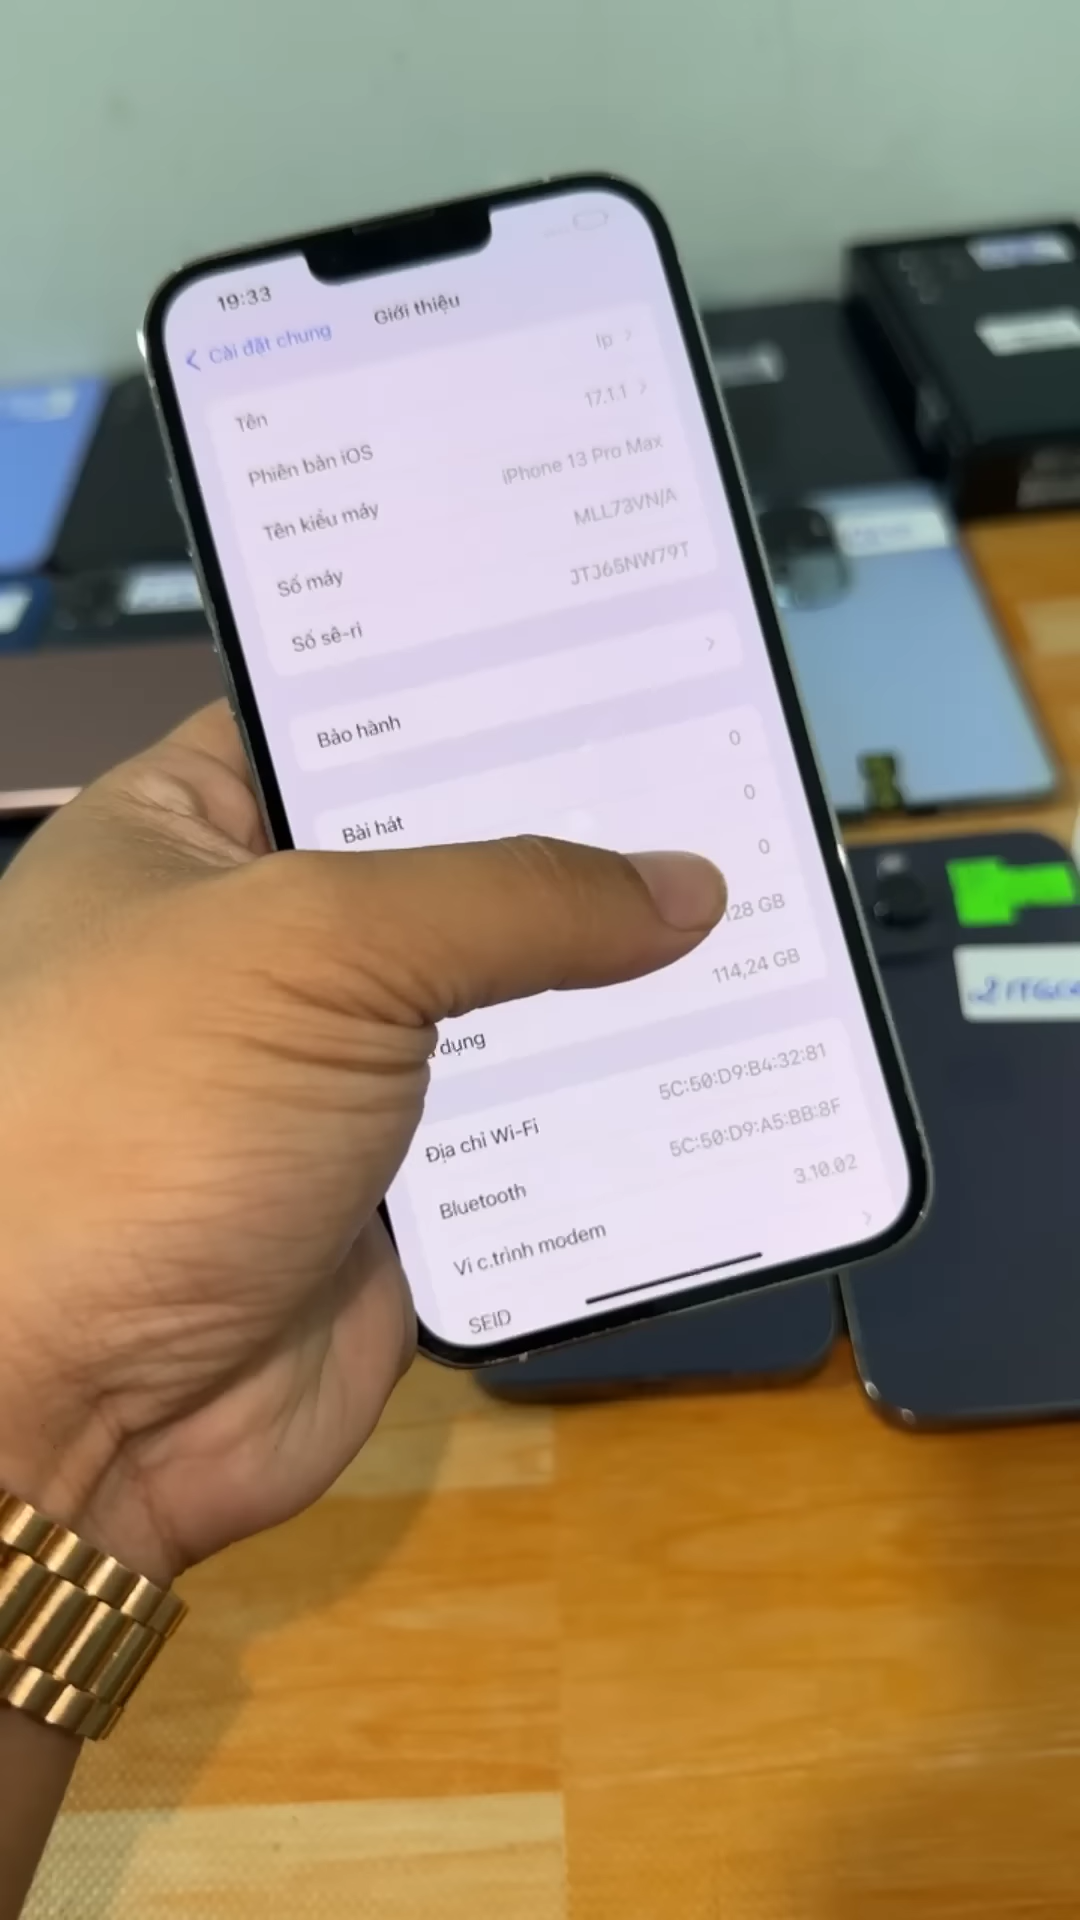 19:33
Cài đặt chung
Giới thiệu
Tên
Ip
Phiên bản iOS
17.1.1
Tên kiểu máy
iPhone 13 Pro Max
Số máy
MLL73VN/A
Số sê-ri
JTJ65NW79T
Bảo hành
Bài hát
0
0
0
128 GB
dụng
114,24 GB
Địa chỉ Wi-Fi
5C:50:D9:B4:32:81
Bluetooth
5C:50:D9:A5:BB:8F
Vi c.trình modem
3.10.02
SEID